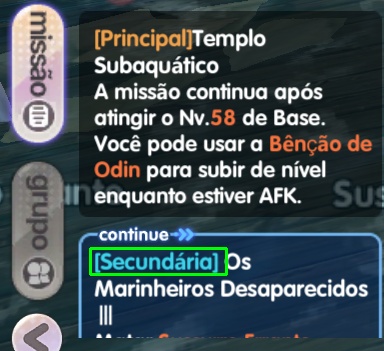 missão
[Principal]Templo
Subaquático
A missão continua após
atingir o Nv.58 de Base.
Você pode usar a Bênção de
Odin para subir de nível
enquanto estiver AFK.
grupo
continue
[Secundária] Os
Marinheiros Desaparecidos
III